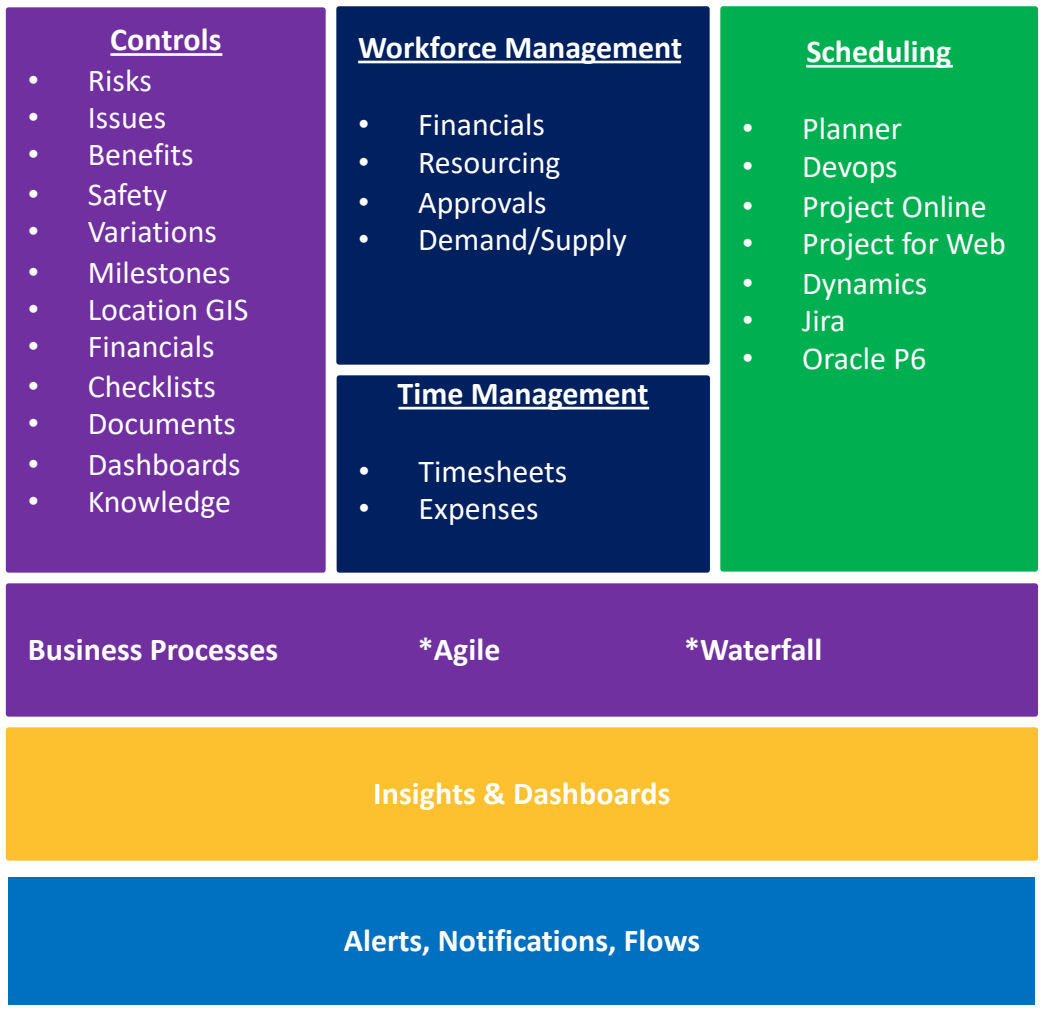 Controls
• Risks
• Issues
• Benefits
• Safety
• Variations
• Milestones
• Location GIS
• Financials
• Checklists
• Documents
• Dashboards
• Knowledge
Workforce Management
• Financials
• Resourcing
• Approvals
• Demand/Supply
Time Management
• Timesheets
• Expenses
Scheduling
• Planner
• Devops
• Project Online
• Project for Web
• Dynamics
• Jira
• Oracle P6
Business Processes *Agile *Waterfall
Insights & Dashboards
Alerts, Notifications, Flows